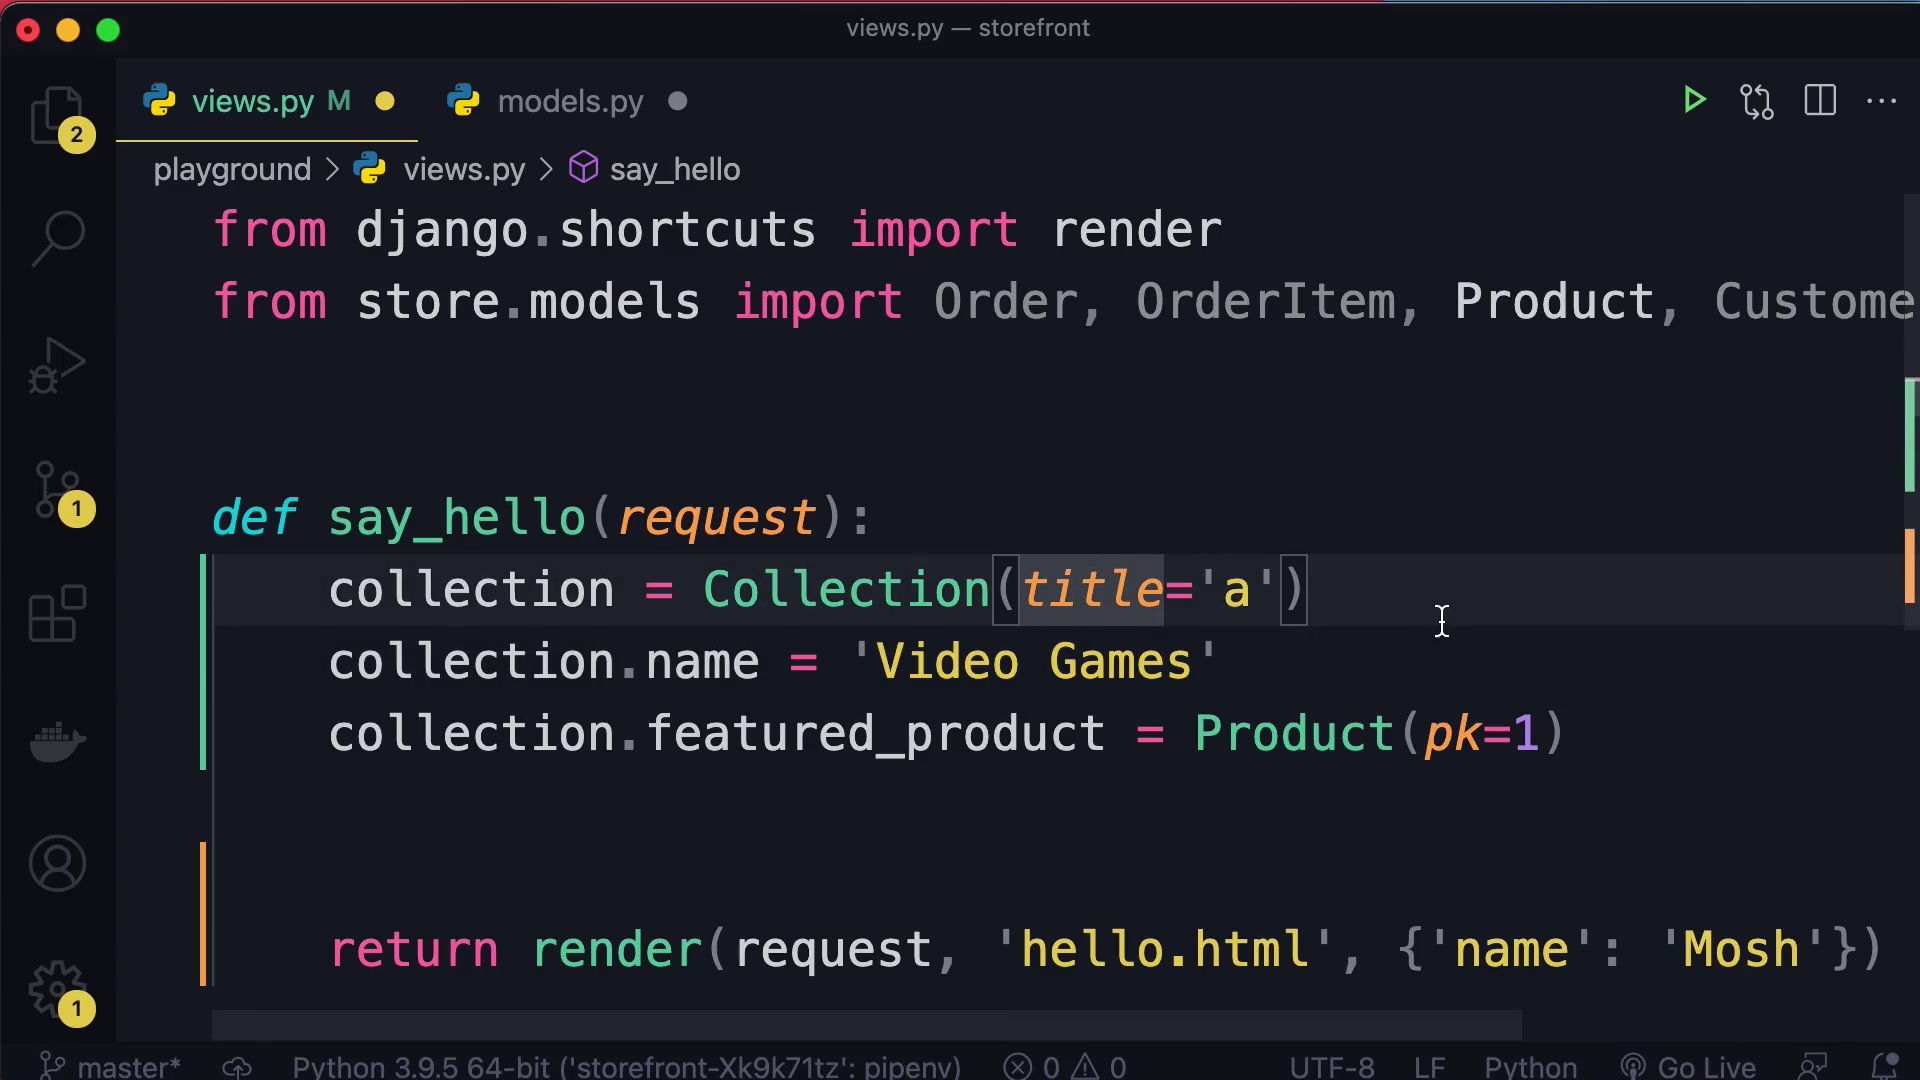 views.py — storefront
views.py M models.py
2
playground > views.py > say_hello
from django.shortcuts import render
from store.models import Order, OrderItem, Product, Custome
def say_hello(request):
collection = Collection(title='a')
1
collection.name = 'Video Games'
collection.featured_product = Product(pk=1)
return render(request, 'hello.html', {'name': 'Mosh'})
1
master* Python 3.9.5 64-bit ('storefront-Xk9k71tz': pipenv) 0 0 UTF-8 LF Python Go Live